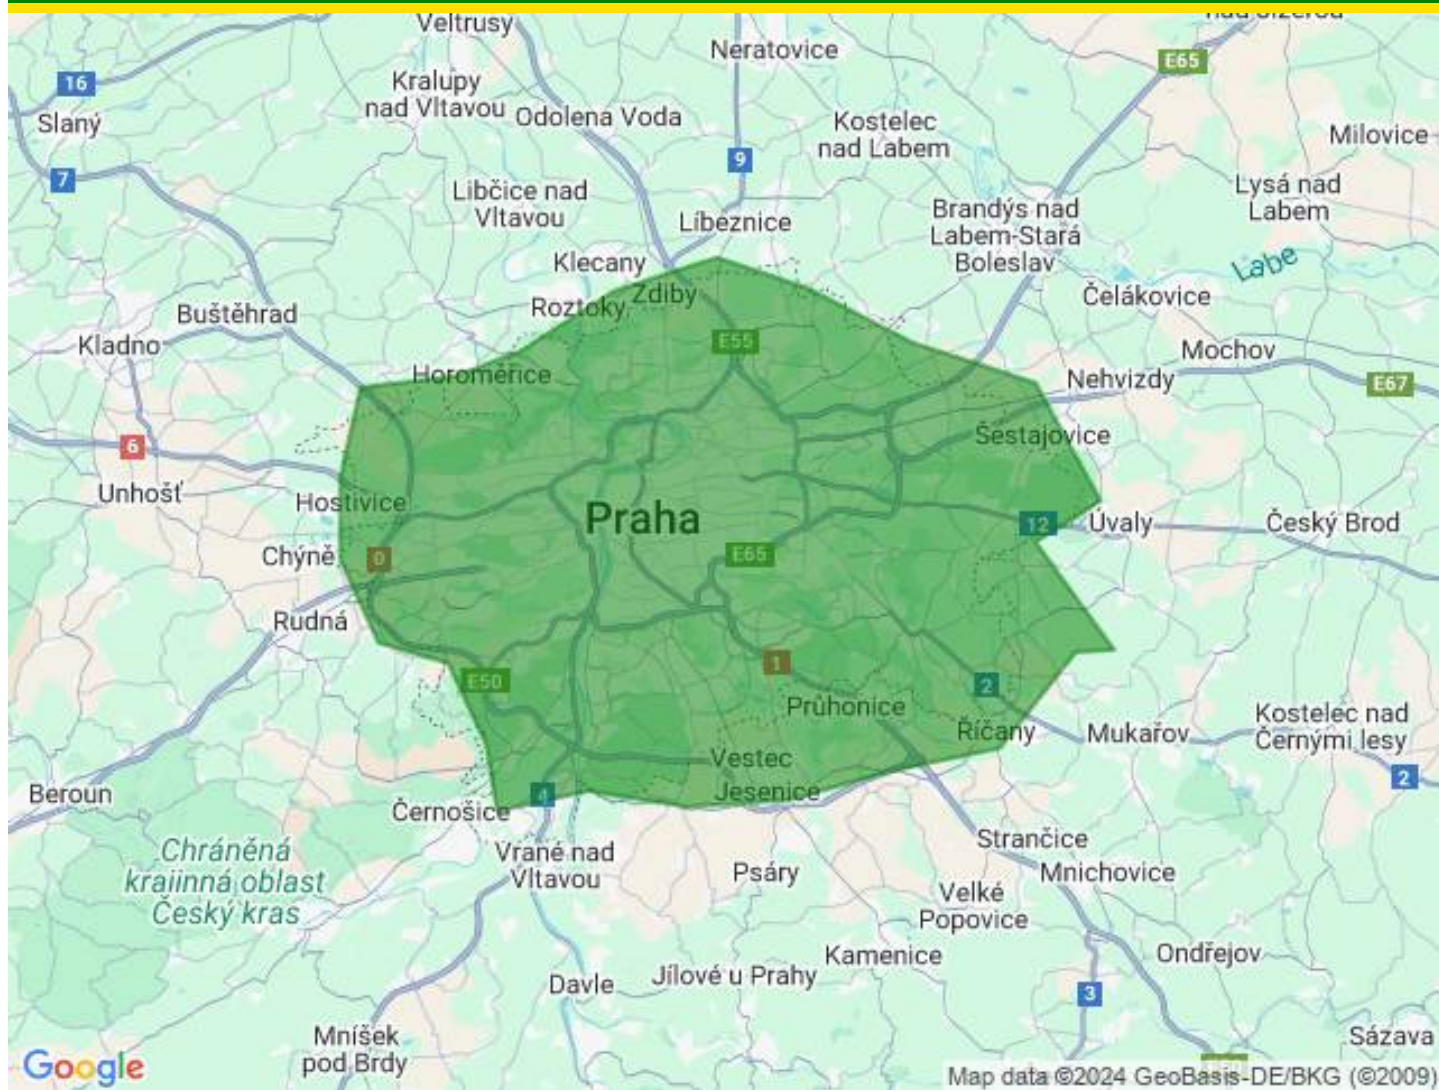 Veltrusy
Neratovice
E65
16
Kralupy
nad Vltavou
Odolena Voda
Slaný
Kostelec
nad Labem
Milovice
9
7
Libčice nad
Vltavou
Lysá nad
Labem
Líbeznice
Brandýs nad
Labem-Stará
Boleslav
Labe
Klecany
Zdiby
Roztoky
Čelákovice
Buštěhrad
Kladno
E55
Mochov
Horoměřice
Nehvizdy
E67
6
Šestajovice
Unhošť
Hostivice
Praha
12
Úvaly
Český Brod
Chýně
0
E65
Rudná
1
E50
2
Průhonice
Říčany
Mukařov
Kostelec nad
Černými lesy
Vestec
2
Beroun
4
Jesenice
Černošice
Chráněná
krajinná oblast
Český kras
Vrané nad
Vltavou
Psáry
Strančice
Mnichovice
Velké
Popovice
Kamenice
Ondřejov
Davle
Jílové u Prahy
3
Mníšek
pod Brdy
Sázava
Google
Map data ©2024 GeoBasis-DE/BKG (©2009)